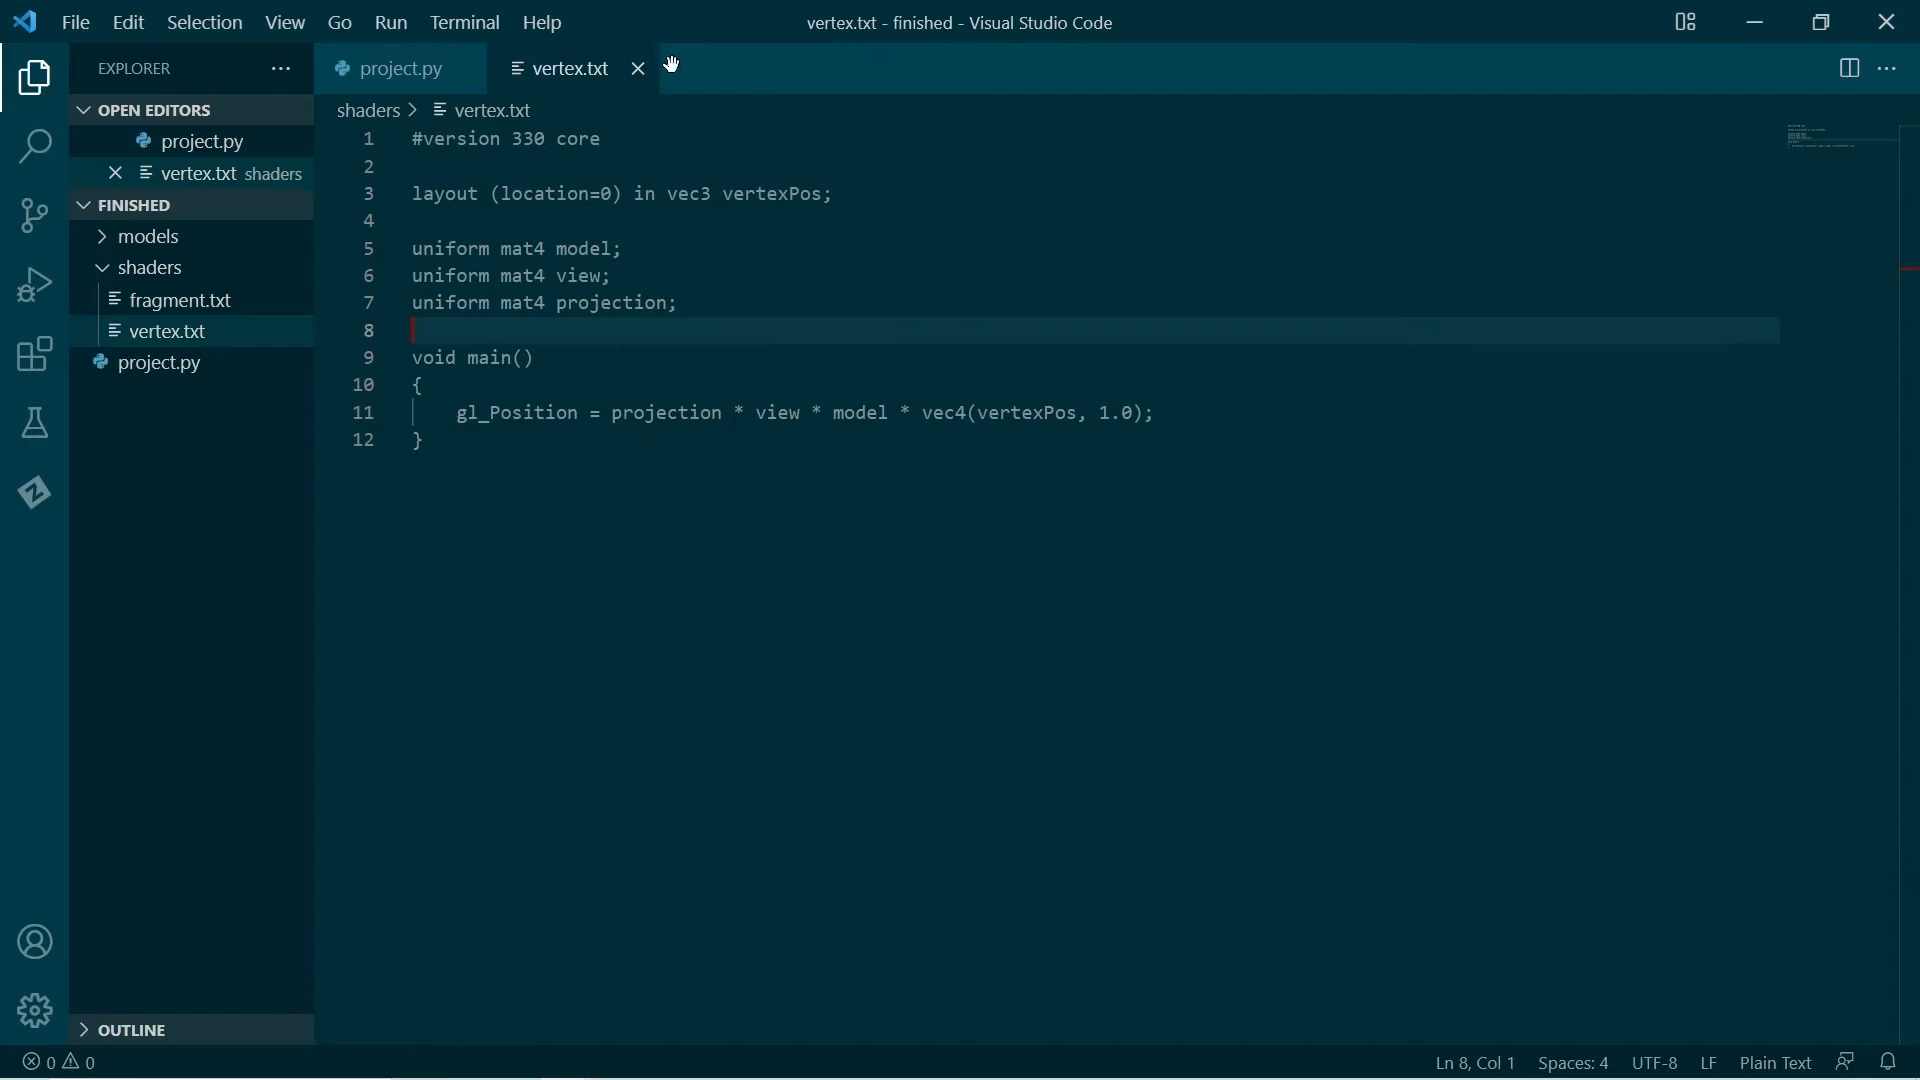 File Edit Selection View Go Run Terminal Help
vertex.txt - finished - Visual Studio Code
EXPLORER
project.py
vertex.txt
OPEN EDITORS
project.py
vertex.txt shaders
FINISHED
models
shaders
fragment.txt
vertex.txt
project.py
OUTLINE
shaders > vertex.txt
1 #version 330 core
2
3 layout (location=0) in vec3 vertexPos;
4
5 uniform mat4 model;
6 uniform mat4 view;
7 uniform mat4 projection;
8
9 void main()
10 {
11 gl_Position = projection * view * model * vec4(vertexPos, 1.0);
12 }
0 0
Ln 8, Col 1 Spaces: 4 UTF-8 LF Plain Text